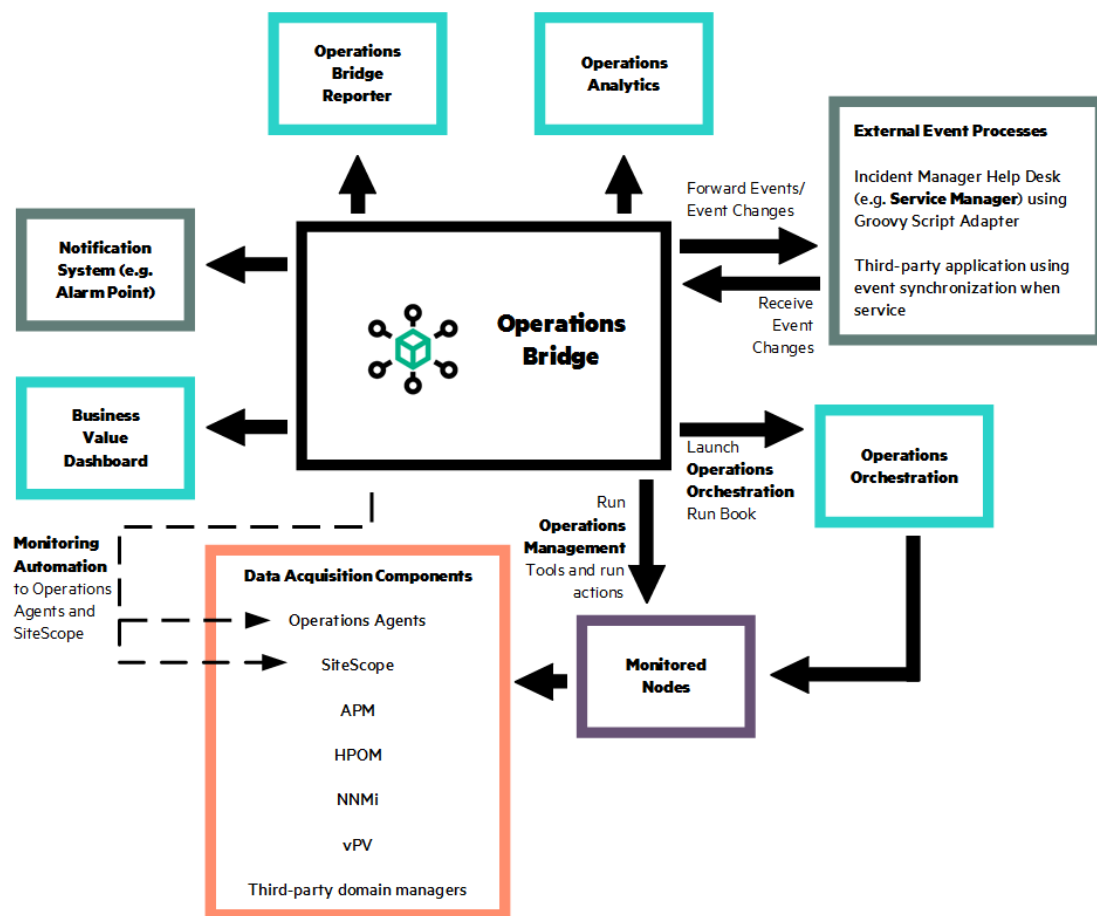 Operations
Bridge
Reporter
Operations
Analytics
External Event Processes
Incident Manager Help Desk
(e.g. Service Manager) using
Groovy Script Adapter
Third-party application using
event synchronization when
service
Forward Events/
Event Changes
Notification
System (e.g.
Alarm Point)
Operations
Bridge
Receive
Event
Changes
Business
Value
Dashboard
Launch
Operations
Orchestration
Run Book
Operations
Orchestration
Run
Operations
Management
Tools and run
actions
Monitoring
Automation
to Operations
Agents and
SiteScope
Data Acquisition Components
Operations Agents
SiteScope
APM
HPOM
NNMi
vPV
Third-party domain managers
Monitored
Nodes